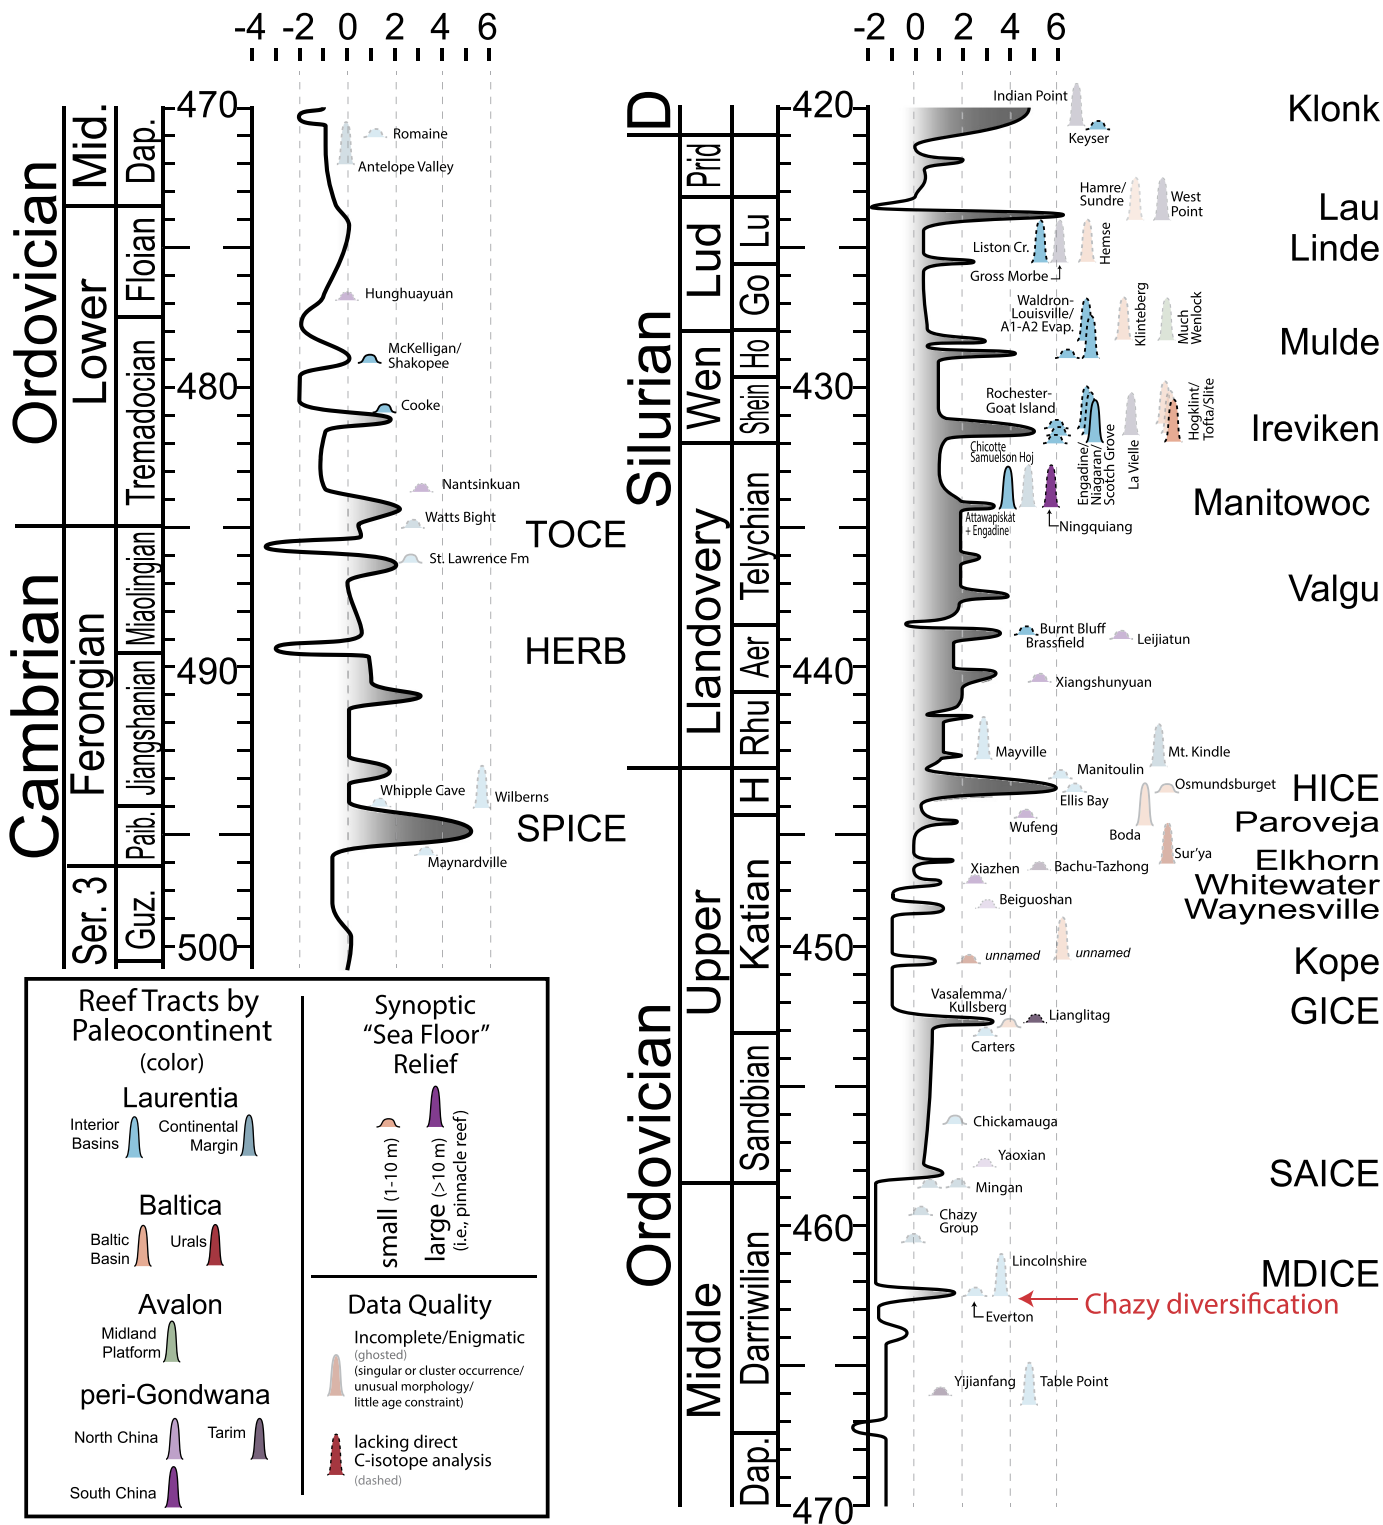 -4 -2 0 2 4 6
470
480
490
500
Ordovician
Cambrian
Mid.
Lower
Ferongian
Ser. 3
Dap.
Floian
Tremadocian
Miaolingian
Jiangshanian
Paib.
Guz.
Romaine
Antelope Valley
Hunghuayuan
McKelligan/
Shakopee
Cooke
Nantsinkuan
Watts Bight
TOCE
St. Lawrence Fm
HERB
Whipple Cave
Wilberns
SPICE
Maynardville
Reef Tracts by
Paleocontinent
(color)
Laurentia
Interior
Basins
Continental
Margin
Baltica
Baltic
Basin
Urals
Avalon
Midland
Platform
peri-Gondwana
North China
Tarim
South China
Synoptic
“Sea Floor”
Relief
small (1-10 m)
large (>10 m)
(i.e., pinnacle reef)
Data Quality
Incomplete/Enigmatic
(ghosted)
(singular or cluster occurrence/
unusual morphology/
little age constraint)
lacking direct
C-isotope analysis
(dashed)
-2 0 2 4 6
420
430
440
450
460
470
D
Silurian
Ordovician
Prid
Lud
Wen
Llandovery
Upper
Middle
Lu
Go
Ho
Shein
Telychian
Aer
Rhu
H
Katian
Sandbian
Darriwilian
Dap.
Indian Point
Keyser
Klonk
Hamre/
Sundre
West
Point
Lau
Liston Cr.
Hemse
Linde
Gross Morbe
Waldron-
Louisville/
A1-A2 Evap.
Klinteberg
Much
Wenlock
Mulde
Rochester-
Goat Island
Engadine/
Niagaran/
Scotch Grove
La Vielle
Hogklint/
Tofta/Slite
Ireviken
Chicotte
Samuelson Hoj
Attawapiskat
+ Engadine
Ningquiang
Manitowoc
Valgu
Burnt Bluff
Brassfield
Leijiatun
Xiangshunyuan
Mayville
Mt. Kindle
Manitoulin
Osmundsburget
Ellis Bay
HICE
Wufeng
Boda
Paroveja
Sur’ya
Xiazhen
Bachu-Tazhong
Elkhorn
Whitewater
Beiguoshan
Waynesville
unnamed
unnamed
Kope
Vasalemma/
Kullsberg
Lianglitag
GICE
Carters
Chickamauga
Yaoxian
Mingan
SAICE
Chazy
Group
Lincolnshire
MDICE
Everton
Chazy diversification
Yijianfang
Table Point